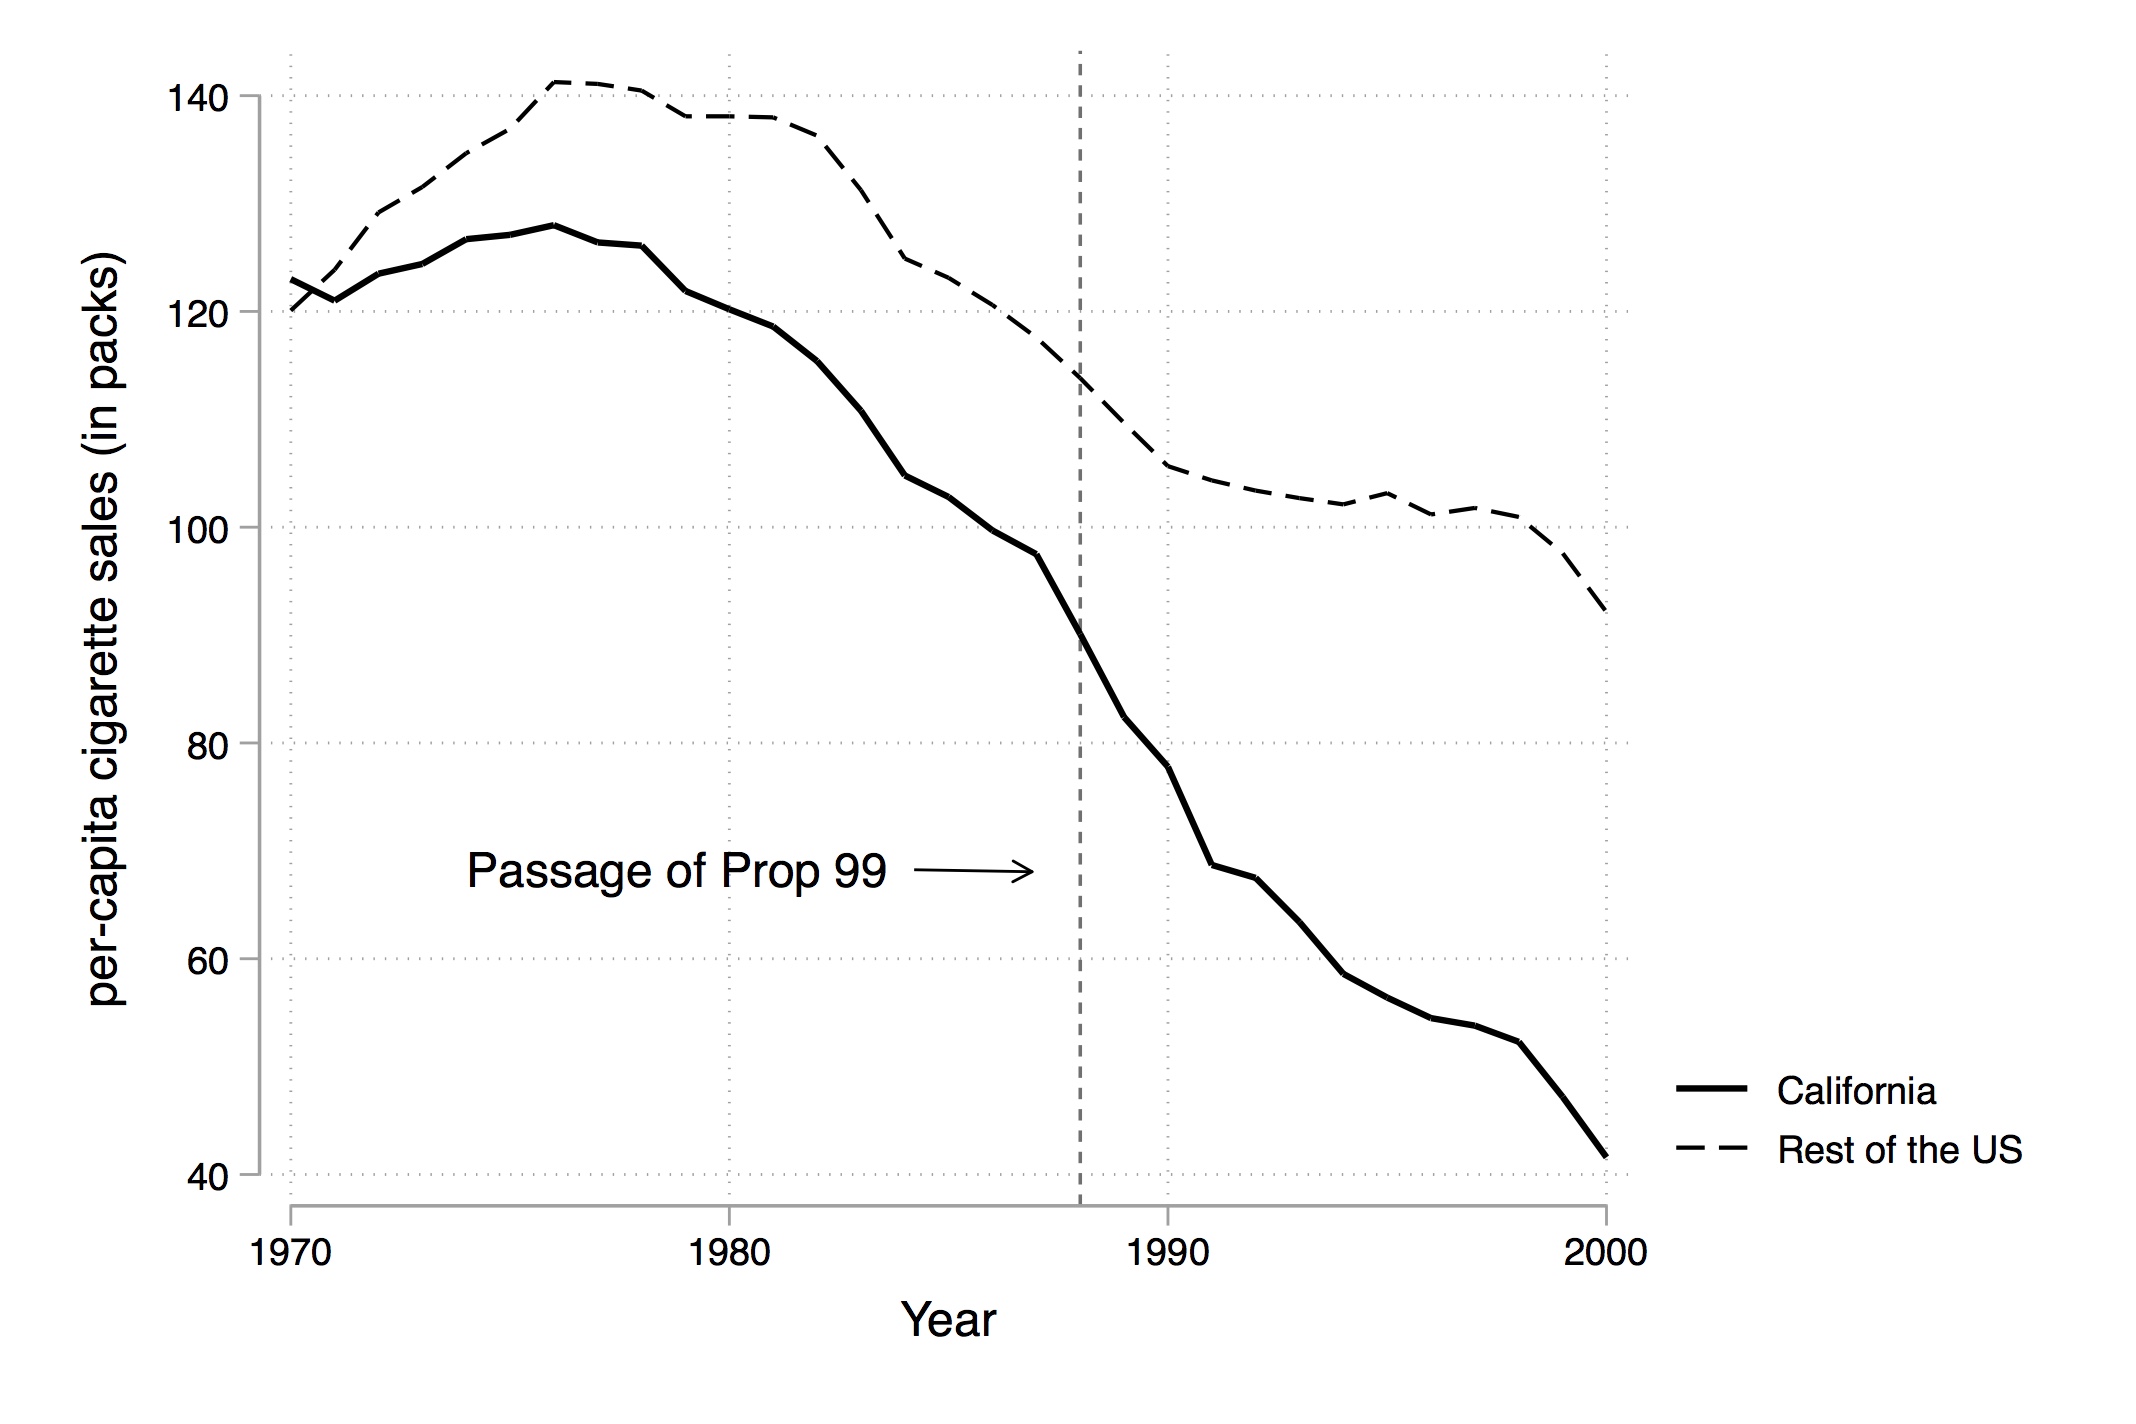 140
120
100
80
60
40
per-capita cigarette sales (in packs)
Passage of Prop 99
1970
1980
1990
2000
Year
California
Rest of the US